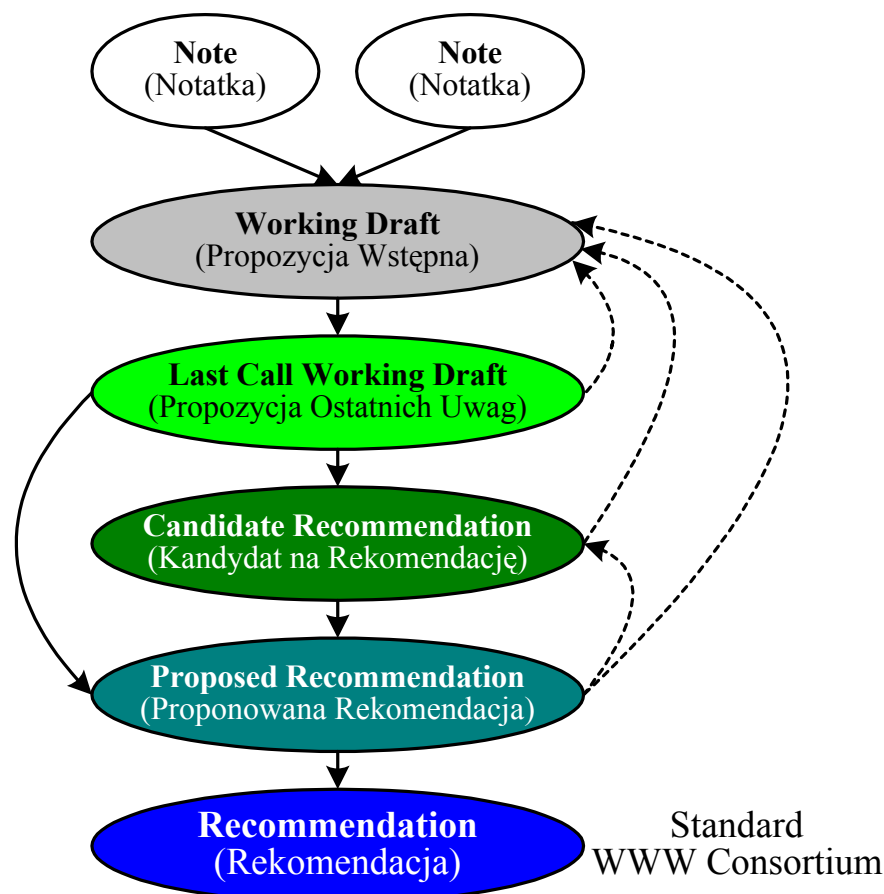 Note
(Notatka)
Note
(Notatka)
Working Draft
(Propozycja Wstępna)
Last Call Working Draft
(Propozycja Ostatnich Uwag)
Candidate Recommendation
(Kandydat na Rekomendację)
Proposed Recommendation
(Proponowana Rekomendacja)
Recommendation
(Rekomendacja)
Standard
WWW Consortium